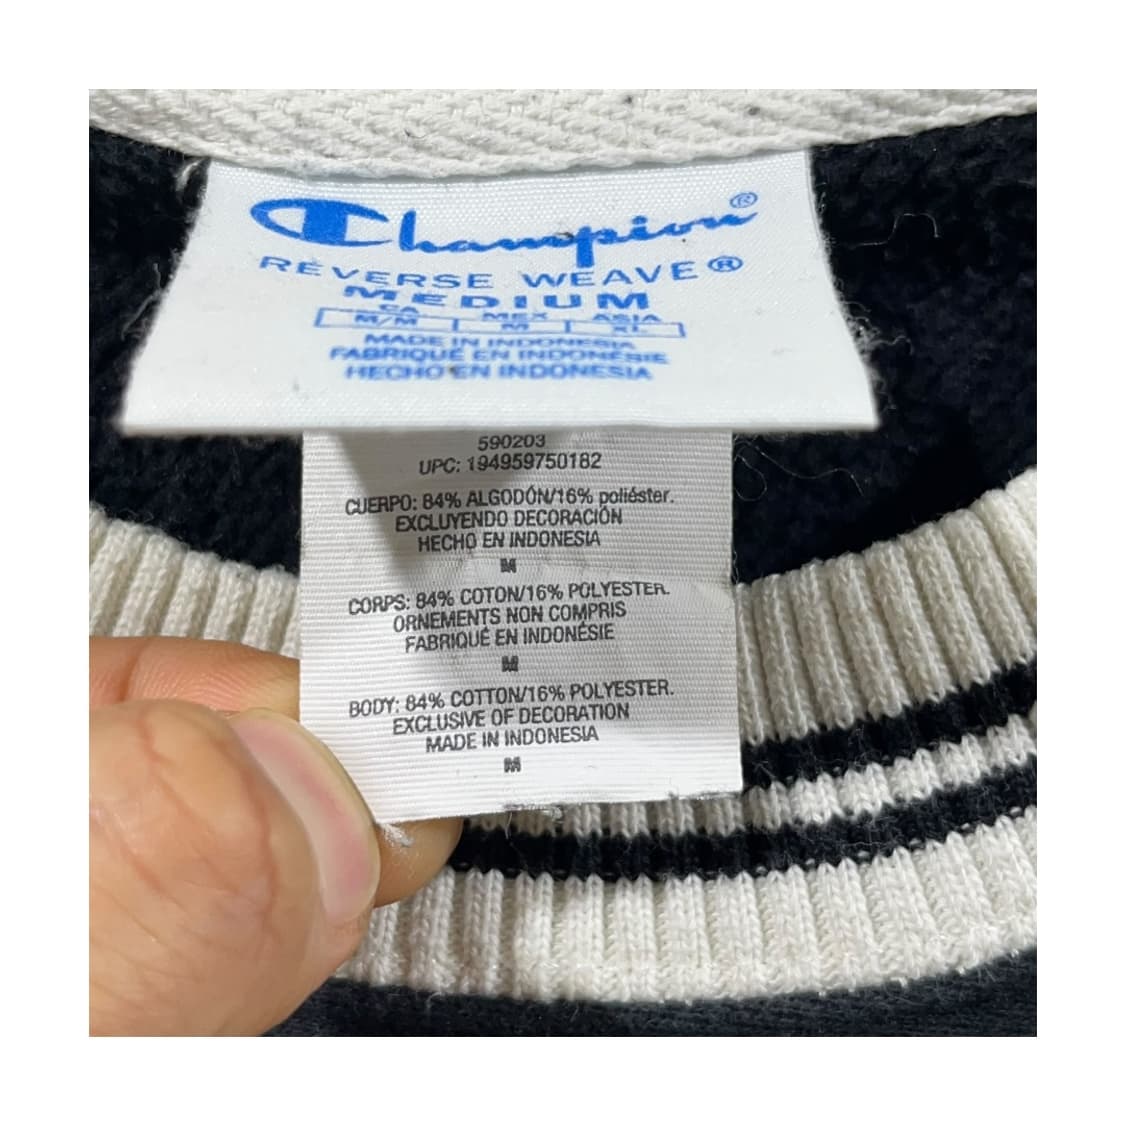 Champion®
REVERSE WEAVE®
MEDIUM
CA MEX ASIA
M/M M XL
MADE IN INDONESIA
FABRIQUÉ EN INDONÉSIE
HECHO EN INDONESIA
590203
UPC: 194959750182
CUERPO: 84% ALGODÓN/16% poliéster.
EXCLUYENDO DECORACIÓN
HECHO EN INDONESIA
M
CORPS: 84% COTON/16% POLYESTER.
ORNEMENTS NON COMPRIS
FABRIQUÉ EN INDONÉSIE
M
BODY: 84% COTTON/16% POLYESTER.
EXCLUSIVE OF DECORATION
MADE IN INDONESIA
M